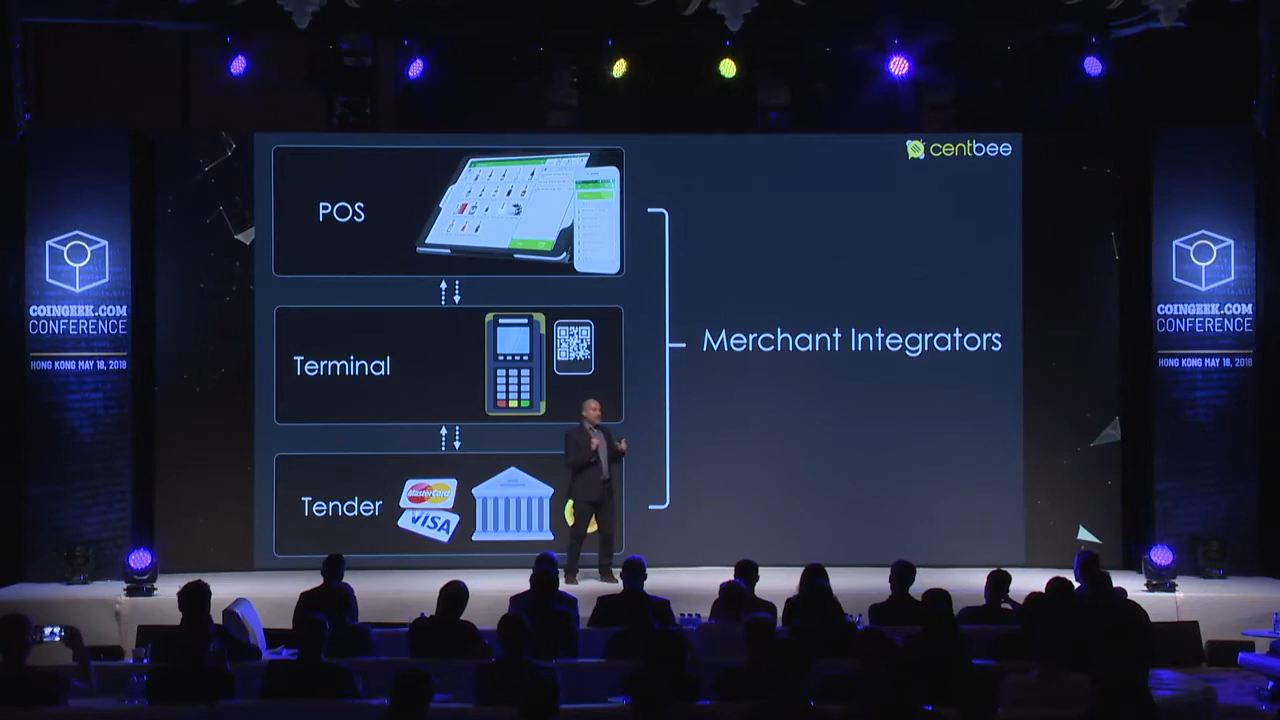 centbee
POS
Terminal
Merchant Integrators
Tender
MasterCard
VISA
COINGEEK.COM
CONFERENCE
HONG KONG MAY 18, 2018
COINGEEK.COM
CONFERENCE
HONG KONG MAY 18, 2018